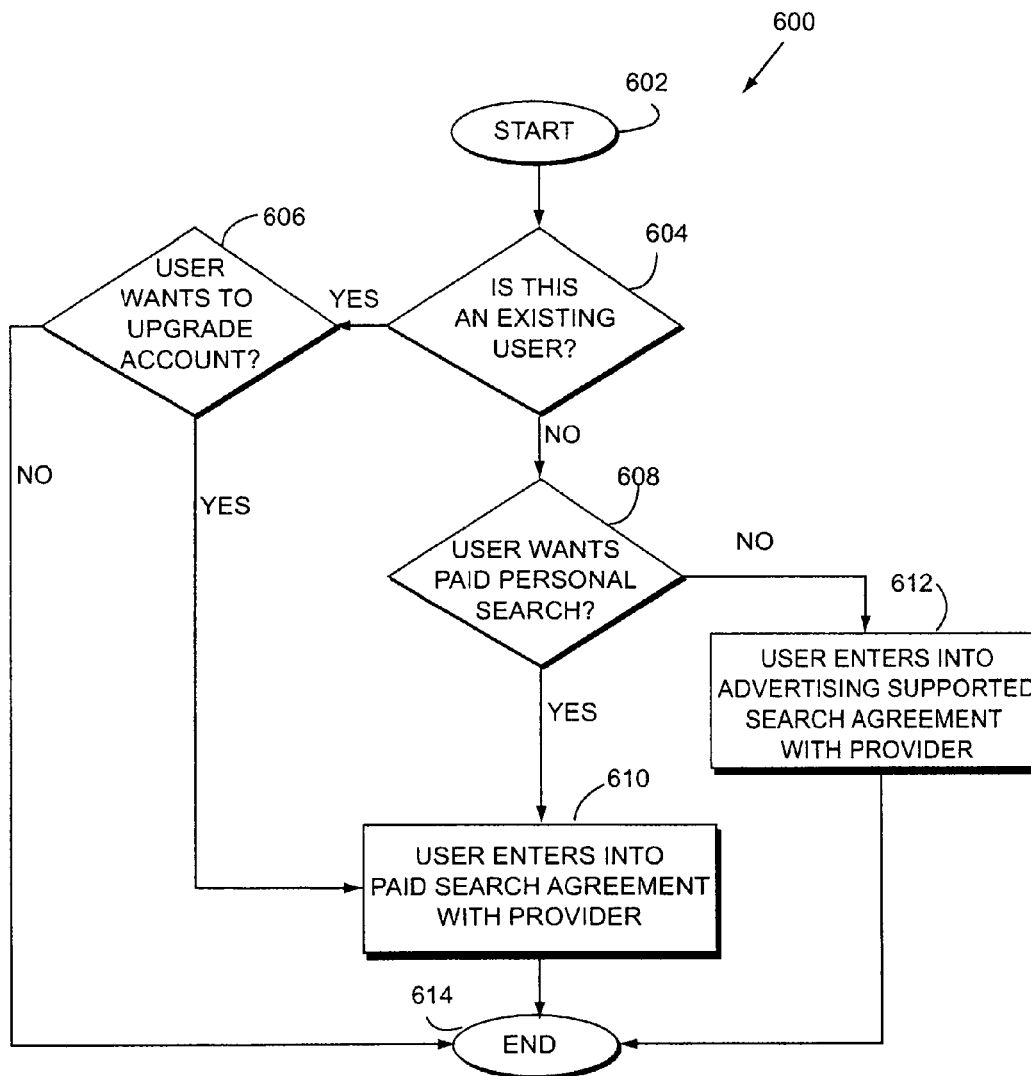 600
602
START
606
604
USER
WANTS TO
UPGRADE
ACCOUNT?
YES
IS THIS
AN EXISTING
USER?
NO
NO
YES
608
USER WANTS
PAID PERSONAL
SEARCH?
NO
612
USER ENTERS INTO
ADVERTISING SUPPORTED
SEARCH AGREEMENT
WITH PROVIDER
YES
610
USER ENTERS INTO
PAID SEARCH AGREEMENT
WITH PROVIDER
614
END